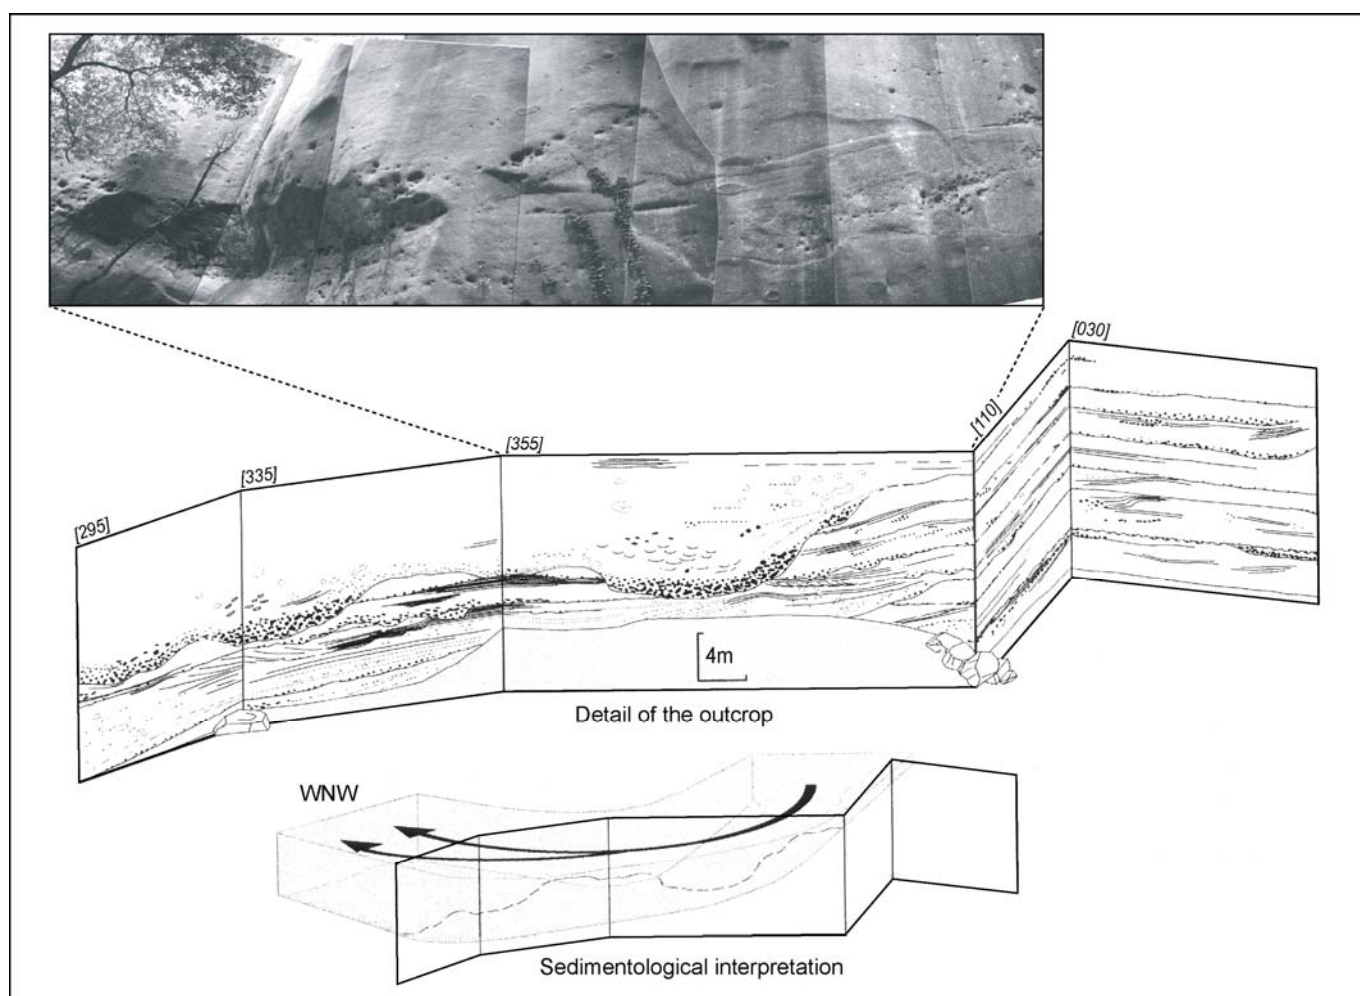 [030]
[110]
[355]
[335]
[295]
4m
Detail of the outcrop
WNW
Sedimentological interpretation